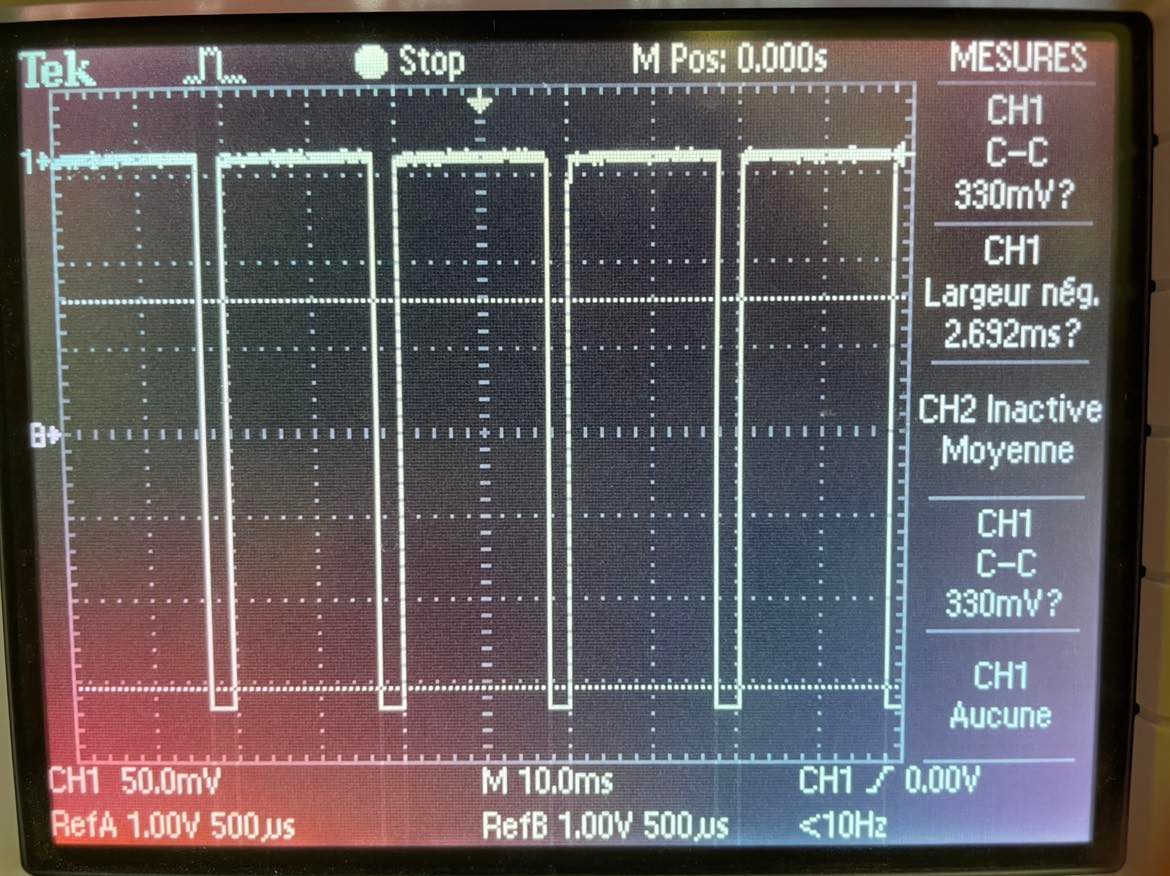 Tek Stop M Pos: 0.000s MESURES
CH1
C-C
330mV?
1
CH1
Largeur nég.
2.692ms?
CH2 Inactive
Moyenne
B
CH1
C-C
330mV?
CH1
Aucune
CH1 50.0mV M 10.0ms CH1 0.00V
RefA 1.00V 500µs RefB 1.00V 500µs <10Hz